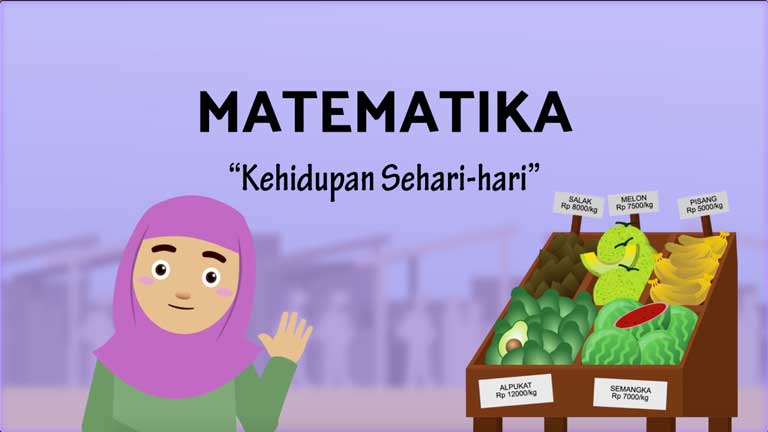 MATEMATIKA
“Kehidupan Sehari-hari”
SALAK
Rp 8000/kg
MELON
Rp 7500/kg
PISANG
Rp 5000/kg
ALPUKAT
Rp 12000/kg
SEMANGKA
Rp 7000/kg